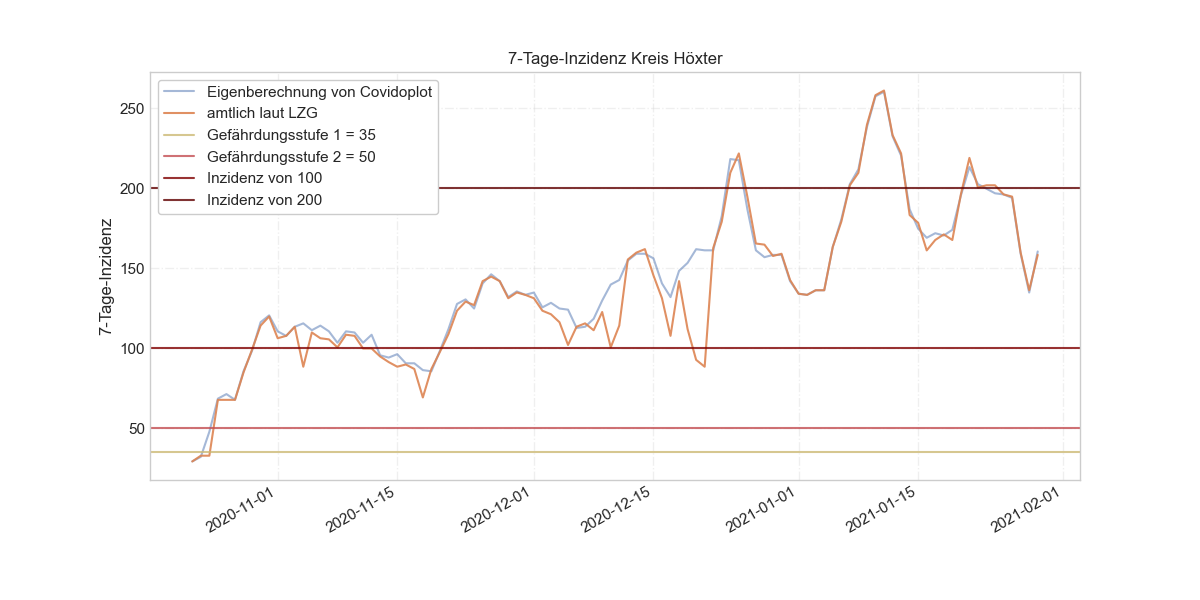 7-Tage-Inzidenz Kreis Höxter
Eigenberechnung von Covidoplot
amtlich laut LZG
Gefährdungsstufe 1 = 35
Gefährdungsstufe 2 = 50
Inzidenz von 100
Inzidenz von 200
7-Tage-Inzidenz
250
200
150
100
50
2020-11-01
2020-11-15
2020-12-01
2020-12-15
2021-01-01
2021-01-15
2021-02-01